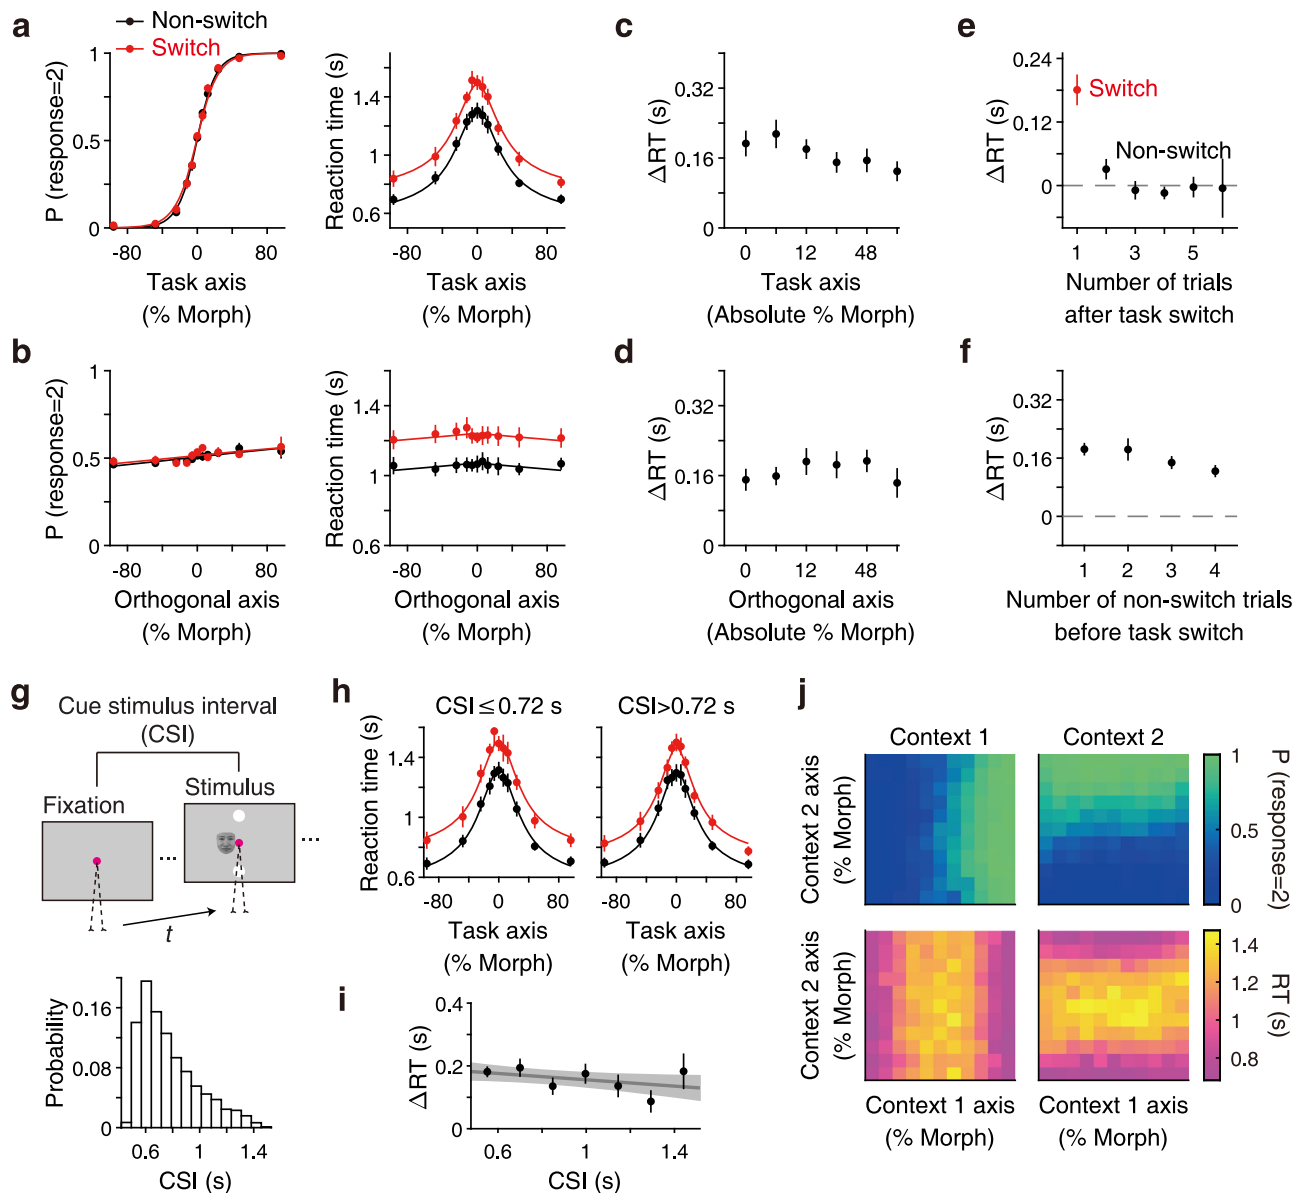 a
Non-switch
Switch
P (response=2)
1
0.5
0
-80 0 80
Task axis
(% Morph)
Reaction time (s)
1.4
1
0.6
-80 0 80
Task axis
(% Morph)
c
ΔRT (s)
0.32
0.16
0
0 12 48
Task axis
(Absolute % Morph)
e
ΔRT (s)
0.24
0.12
0
Switch
Non-switch
1 3 5
Number of trials
after task switch
b
P (response=2)
1
0.5
0
-80 0 80
Orthogonal axis
(% Morph)
Reaction time (s)
1.4
1
0.6
-80 0 80
Orthogonal axis
(% Morph)
d
ΔRT (s)
0.32
0.16
0
0 12 48
Orthogonal axis
(Absolute % Morph)
f
ΔRT (s)
0.32
0.16
0
1 2 3 4
Number of non-switch trials
before task switch
g
Cue stimulus interval
(CSI)
Fixation
Stimulus
...
...
t
Probability
0.16
0.08
0
0.6 1 1.4
CSI (s)
h
CSI ≤ 0.72 s
CSI>0.72 s
Reaction time (s)
1.4
1
0.6
-80 0 80
Task axis
(% Morph)
-80 0 80
Task axis
(% Morph)
i
ΔRT (s)
0.4
0.2
0
0.6 1 1.4
CSI (s)
j
Context 1
Context 2
Context 2 axis
(% Morph)
1
0.5
0
P (response=2)
Context 2 axis
(% Morph)
1.4
1.2
1
0.8
RT (s)
Context 1 axis
(% Morph)
Context 1 axis
(% Morph)